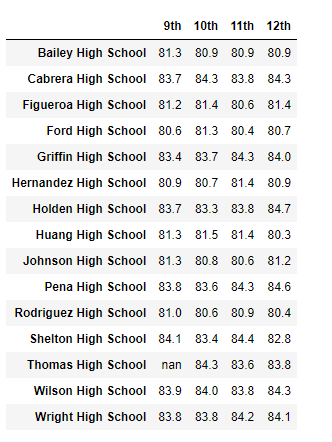 9th 10th 11th 12th
Bailey High School 81.3 80.9 80.9 80.9
Cabrera High School 83.7 84.3 83.8 84.3
Figueroa High School 81.2 81.4 80.6 81.4
Ford High School 80.6 81.3 80.4 80.7
Griffin High School 83.4 83.7 84.3 84.0
Hernandez High School 80.9 80.7 81.4 80.9
Holden High School 83.7 83.3 83.8 84.7
Huang High School 81.3 81.5 81.4 80.3
Johnson High School 81.3 80.8 80.6 81.2
Pena High School 83.8 83.6 84.3 84.6
Rodriguez High School 81.0 80.6 80.9 80.4
Shelton High School 84.1 83.4 84.4 82.8
Thomas High School nan 84.3 83.6 83.8
Wilson High School 83.9 84.0 83.8 84.3
Wright High School 83.8 83.8 84.2 84.1